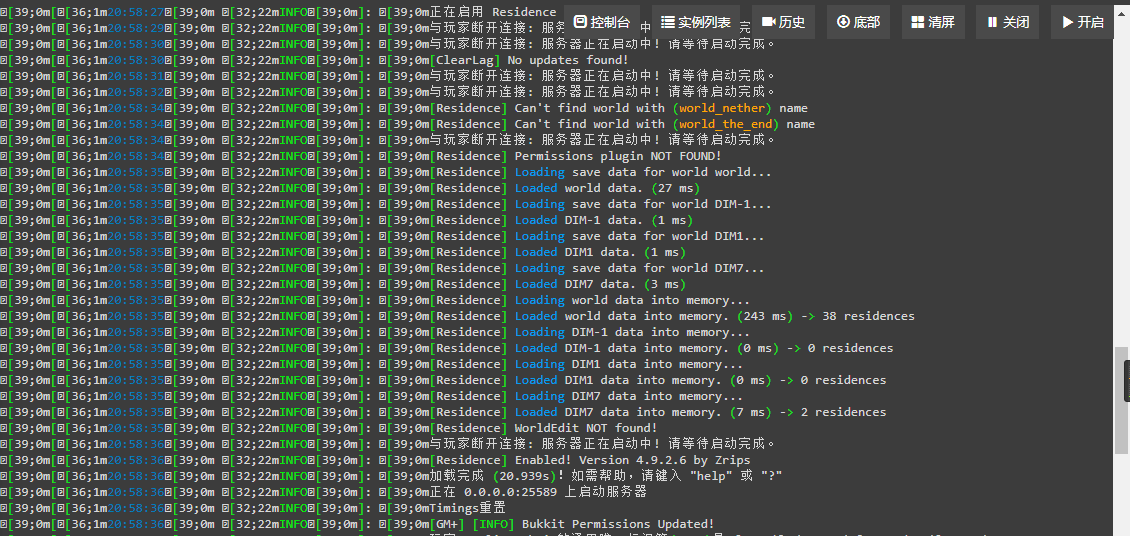 控制台 实例列表 历史 底部 清屏 关闭 开启
[39;0m[[36;1m20:58:27[39;0m [32;22mINFO[39;0m]: [39;0m正在启用 Residence
[39;0m[[36;1m20:58:29[39;0m [32;22mINFO[39;0m]: [39;0m与玩家断开连接: 服务 完
[39;0m[[36;1m20:58:30[39;0m [32;22mINFO[39;0m]: [39;0m与玩家断开连接: 服务器正在启动中! 请等待启动完成。
[39;0m[[36;1m20:58:30[39;0m [32;22mINFO[39;0m]: [39;0m[ClearLag] No updates found!
[39;0m[[36;1m20:58:31[39;0m [32;22mINFO[39;0m]: [39;0m与玩家断开连接: 服务器正在启动中! 请等待启动完成。
[39;0m[[36;1m20:58:32[39;0m [32;22mINFO[39;0m]: [39;0m与玩家断开连接: 服务器正在启动中! 请等待启动完成。
[39;0m[[36;1m20:58:34[39;0m [32;22mINFO[39;0m]: [39;0m[Residence] Can't find world with (world_nether) name
[39;0m[[36;1m20:58:34[39;0m [32;22mINFO[39;0m]: [39;0m[Residence] Can't find world with (world_the_end) name
[39;0m[[36;1m20:58:34[39;0m [32;22mINFO[39;0m]: [39;0m与玩家断开连接: 服务器正在启动中! 请等待启动完成。
[39;0m[[36;1m20:58:34[39;0m [32;22mINFO[39;0m]: [39;0m[Residence] Permissions plugin NOT FOUND!
[39;0m[[36;1m20:58:35[39;0m [32;22mINFO[39;0m]: [39;0m[Residence] Loading save data for world world...
[39;0m[[36;1m20:58:35[39;0m [32;22mINFO[39;0m]: [39;0m[Residence] Loaded world data. (27 ms)
[39;0m[[36;1m20:58:35[39;0m [32;22mINFO[39;0m]: [39;0m[Residence] Loading save data for world DIM-1...
[39;0m[[36;1m20:58:35[39;0m [32;22mINFO[39;0m]: [39;0m[Residence] Loaded DIM-1 data. (1 ms)
[39;0m[[36;1m20:58:35[39;0m [32;22mINFO[39;0m]: [39;0m[Residence] Loading save data for world DIM1...
[39;0m[[36;1m20:58:35[39;0m [32;22mINFO[39;0m]: [39;0m[Residence] Loaded DIM1 data. (1 ms)
[39;0m[[36;1m20:58:35[39;0m [32;22mINFO[39;0m]: [39;0m[Residence] Loading save data for world DIM7...
[39;0m[[36;1m20:58:35[39;0m [32;22mINFO[39;0m]: [39;0m[Residence] Loaded DIM7 data. (3 ms)
[39;0m[[36;1m20:58:35[39;0m [32;22mINFO[39;0m]: [39;0m[Residence] Loading world data into memory...
[39;0m[[36;1m20:58:35[39;0m [32;22mINFO[39;0m]: [39;0m[Residence] Loaded world data into memory. (243 ms) -> 38 residences
[39;0m[[36;1m20:58:35[39;0m [32;22mINFO[39;0m]: [39;0m[Residence] Loading DIM-1 data into memory...
[39;0m[[36;1m20:58:35[39;0m [32;22mINFO[39;0m]: [39;0m[Residence] Loaded DIM-1 data into memory. (0 ms) -> 0 residences
[39;0m[[36;1m20:58:35[39;0m [32;22mINFO[39;0m]: [39;0m[Residence] Loading DIM1 data into memory...
[39;0m[[36;1m20:58:35[39;0m [32;22mINFO[39;0m]: [39;0m[Residence] Loaded DIM1 data into memory. (0 ms) -> 0 residences
[39;0m[[36;1m20:58:35[39;0m [32;22mINFO[39;0m]: [39;0m[Residence] Loading DIM7 data into memory...
[39;0m[[36;1m20:58:35[39;0m [32;22mINFO[39;0m]: [39;0m[Residence] Loaded DIM7 data into memory. (7 ms) -> 2 residences
[39;0m[[36;1m20:58:35[39;0m [32;22mINFO[39;0m]: [39;0m[Residence] WorldEdit NOT found!
[39;0m[[36;1m20:58:36[39;0m [32;22mINFO[39;0m]: [39;0m与玩家断开连接: 服务器正在启动中! 请等待启动完成。
[39;0m[[36;1m20:58:36[39;0m [32;22mINFO[39;0m]: [39;0m[Residence] Enabled! Version 4.9.2.6 by Zrips
[39;0m[[36;1m20:58:36[39;0m [32;22mINFO[39;0m]: [39;0m加载完成 (20.939s)! 如需帮助, 请键入 "help" 或 "?"
[39;0m[[36;1m20:58:36[39;0m [32;22mINFO[39;0m]: [39;0m正在 0.0.0.0:25589 上启动服务器
[39;0m[[36;1m20:58:36[39;0m [32;22mINFO[39;0m]: [39;0mTimings重置
[39;0m[[36;1m20:58:36[39;0m [32;22mINFO[39;0m]: [39;0m[GM+] [INFO] Bukkit Permissions Updated!